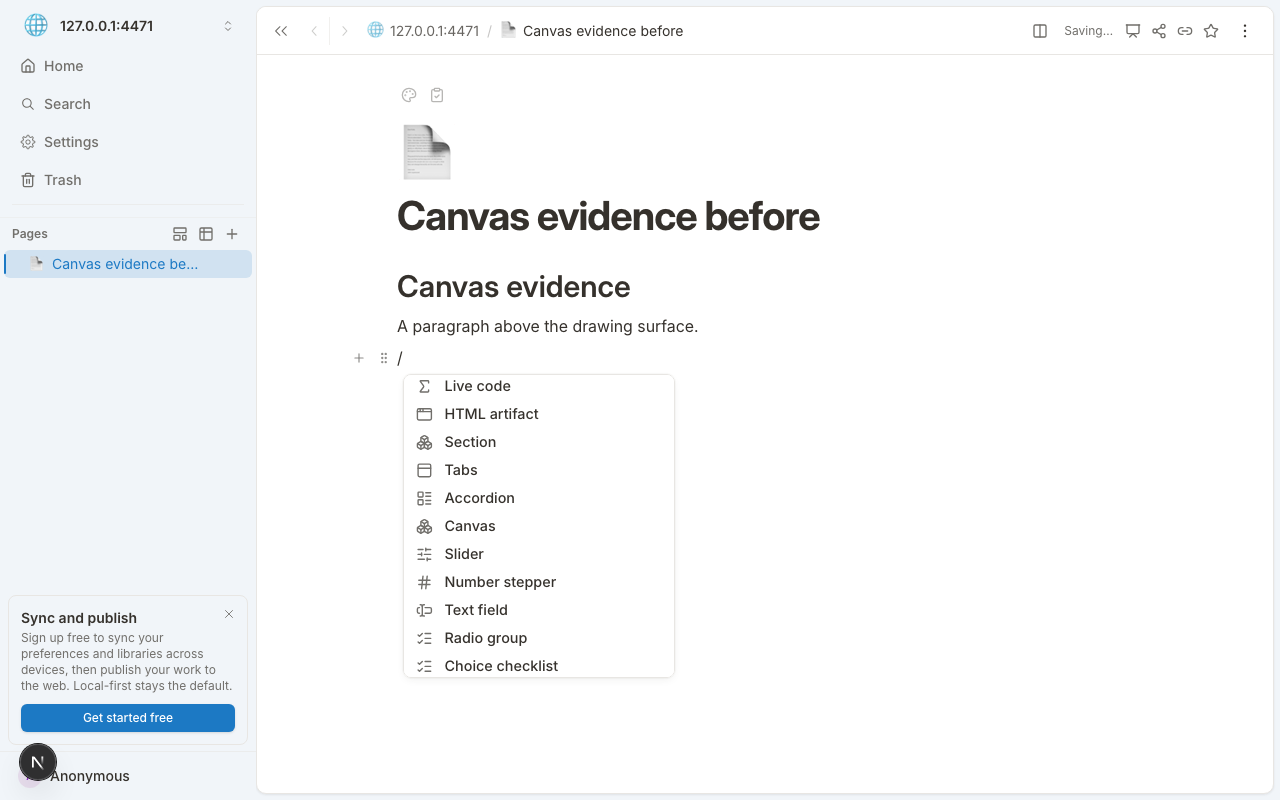 127.0.0.1:4471
Home
Search
Settings
Trash
Pages
Canvas evidence be...
Sync and publish
Sign up free to sync your
preferences and libraries across
devices, then publish your work to
the web. Local-first stays the default.
Get started free
N
Anonymous
127.0.0.1:4471 / Canvas evidence before
Saving...
Canvas evidence before
Canvas evidence
A paragraph above the drawing surface.
/
Live code
HTML artifact
Section
Tabs
Accordion
Canvas
Slider
Number stepper
Text field
Radio group
Choice checklist